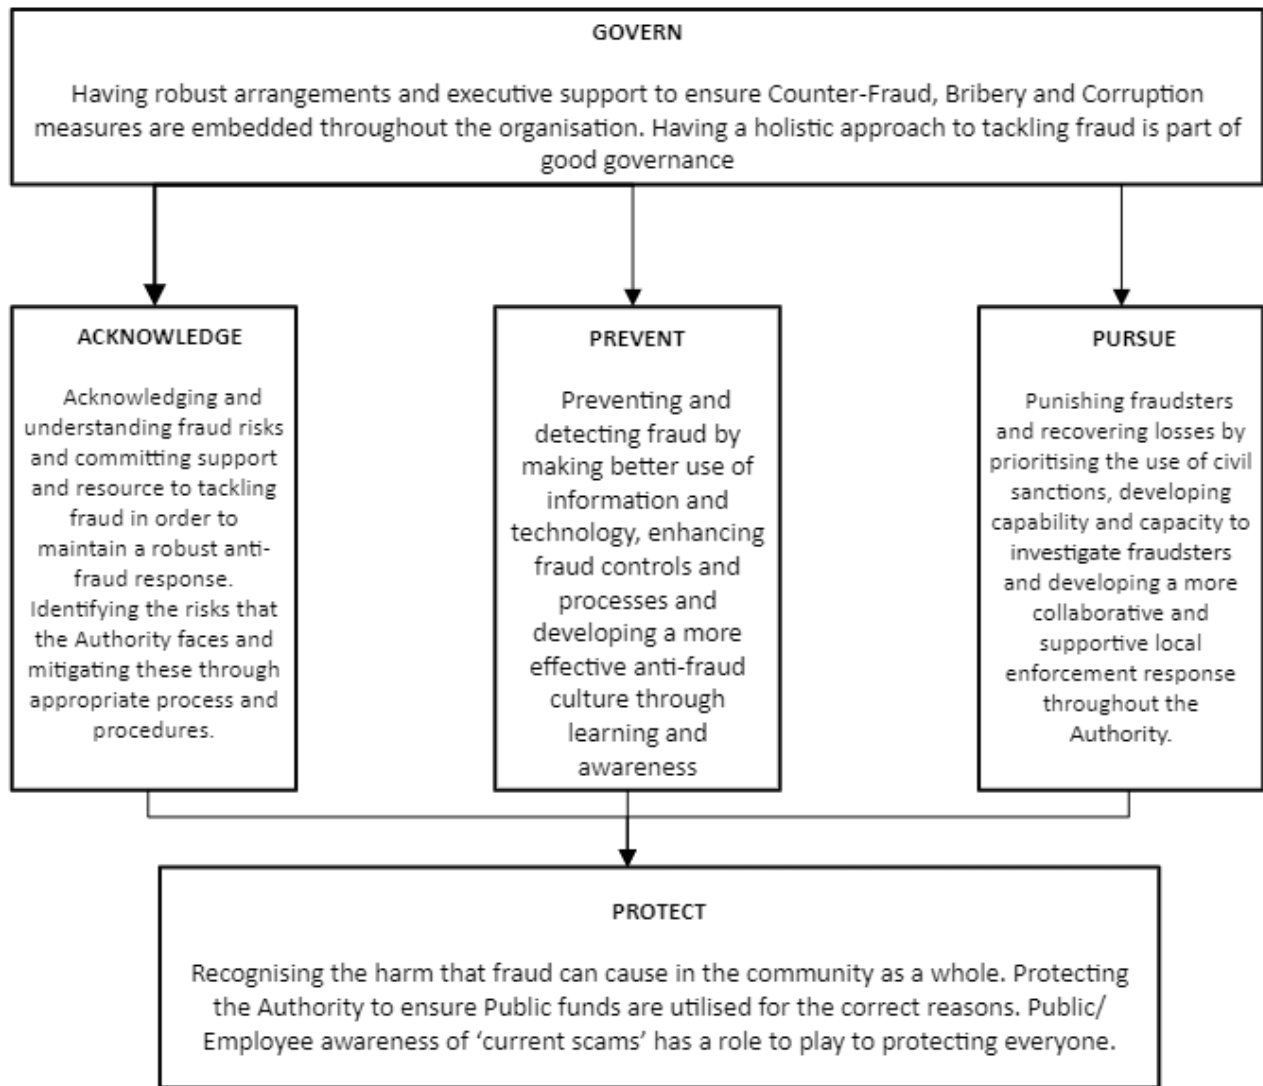 GOVERN
Having robust arrangements and executive support to ensure Counter-Fraud, Bribery and Corruption
measures are embedded throughout the organisation. Having a holistic approach to tackling fraud is part of
good governance
ACKNOWLEDGE
Acknowledging and
understanding fraud risks
and committing support
and resource to tackling
fraud in order to
maintain a robust anti-
fraud response.
Identifying the risks that
the Authority faces and
mitigating these through
appropriate process and
procedures.
PREVENT
Preventing and
detecting fraud by
making better use of
information and
technology, enhancing
fraud controls and
processes and
developing a more
effective anti-fraud
culture through
learning and
awareness
PURSUE
Punishing fraudsters
and recovering losses by
prioritising the use of civil
sanctions, developing
capability and capacity to
investigate fraudsters
and developing a more
collaborative and
supportive local
enforcement response
throughout the
Authority.
PROTECT
Recognising the harm that fraud can cause in the community as a whole. Protecting
the Authority to ensure Public funds are utilised for the correct reasons. Public/
Employee awareness of ‘current scams’ has a role to play to protecting everyone.